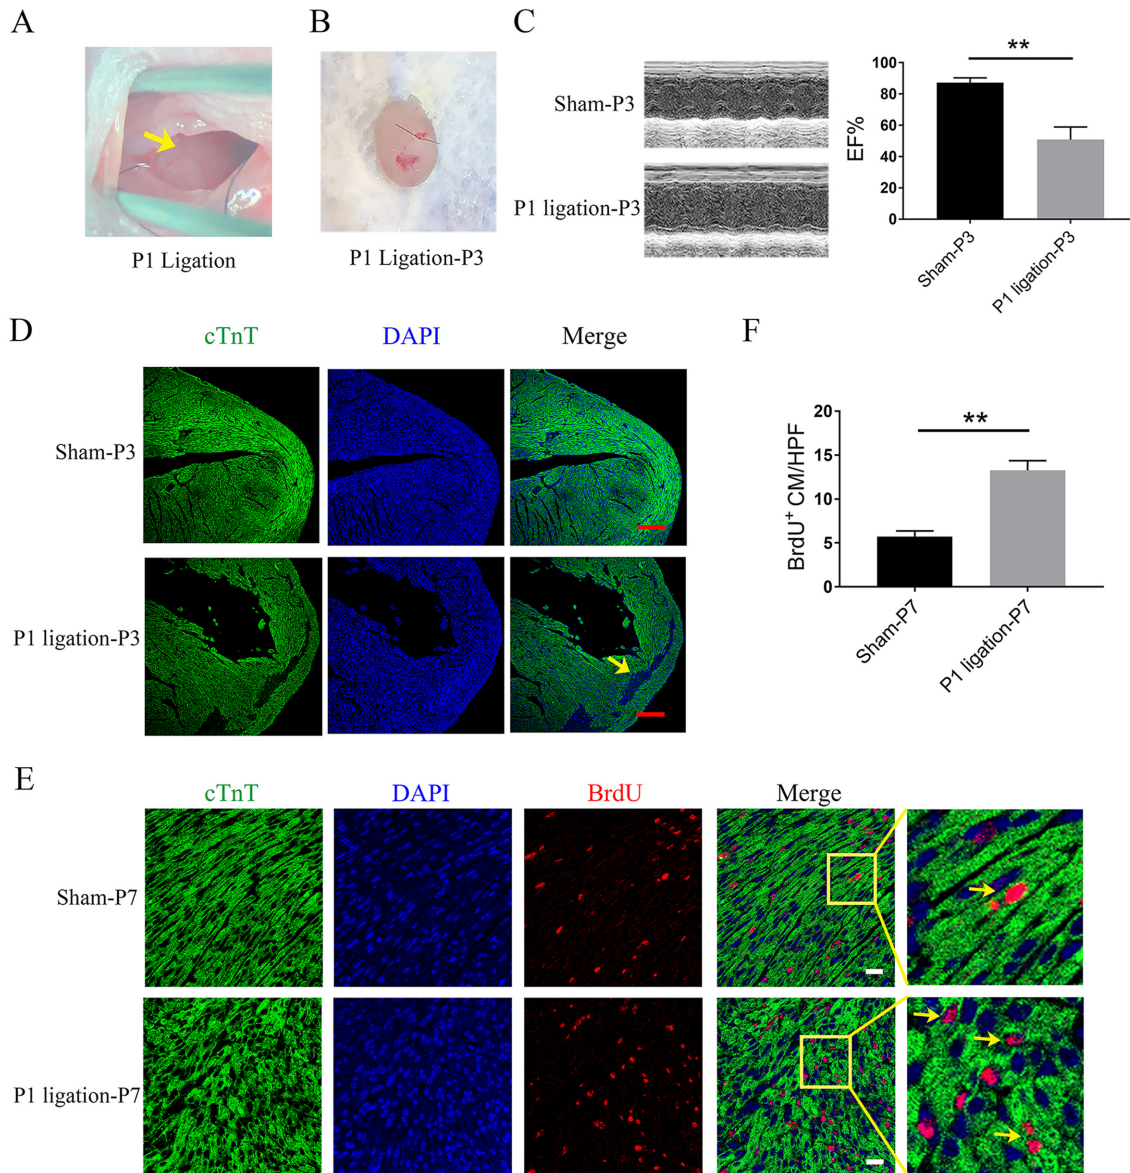 A
P1 Ligation
B
P1 Ligation-P3
C
Sham-P3
P1 ligation-P3
**
EF%
100
80
60
40
20
0
Sham-P3
P1 ligation-P3
D
cTnT
DAPI
Merge
Sham-P3
P1 ligation-P3
F
**
BrdU⁺ CM/HPF
20
15
10
5
0
Sham-P7
P1 ligation-P7
E
cTnT
DAPI
BrdU
Merge
Sham-P7
P1 ligation-P7